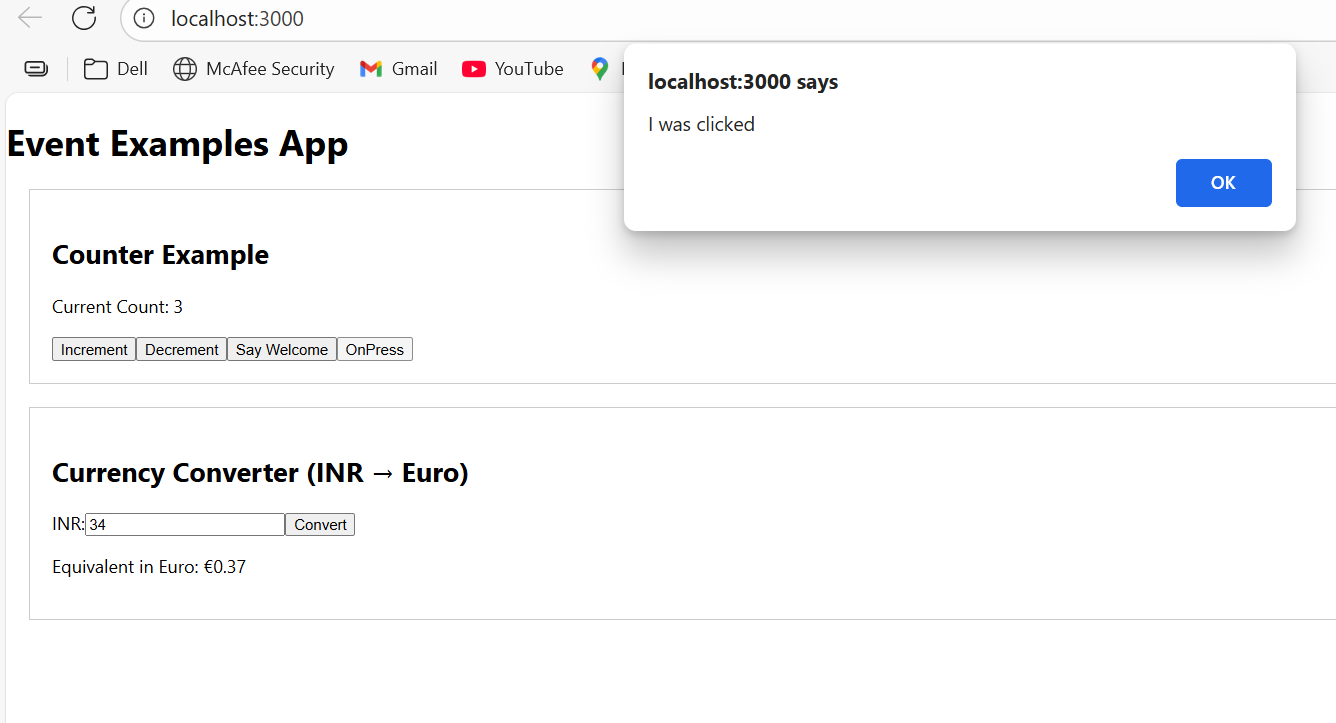 localhost:3000
Dell McAfee Security Gmail YouTube
localhost:3000 says
I was clicked
OK
Event Examples App
Counter Example
Current Count: 3
Increment Decrement Say Welcome OnPress
Currency Converter (INR → Euro)
INR: 34 Convert
Equivalent in Euro: €0.37